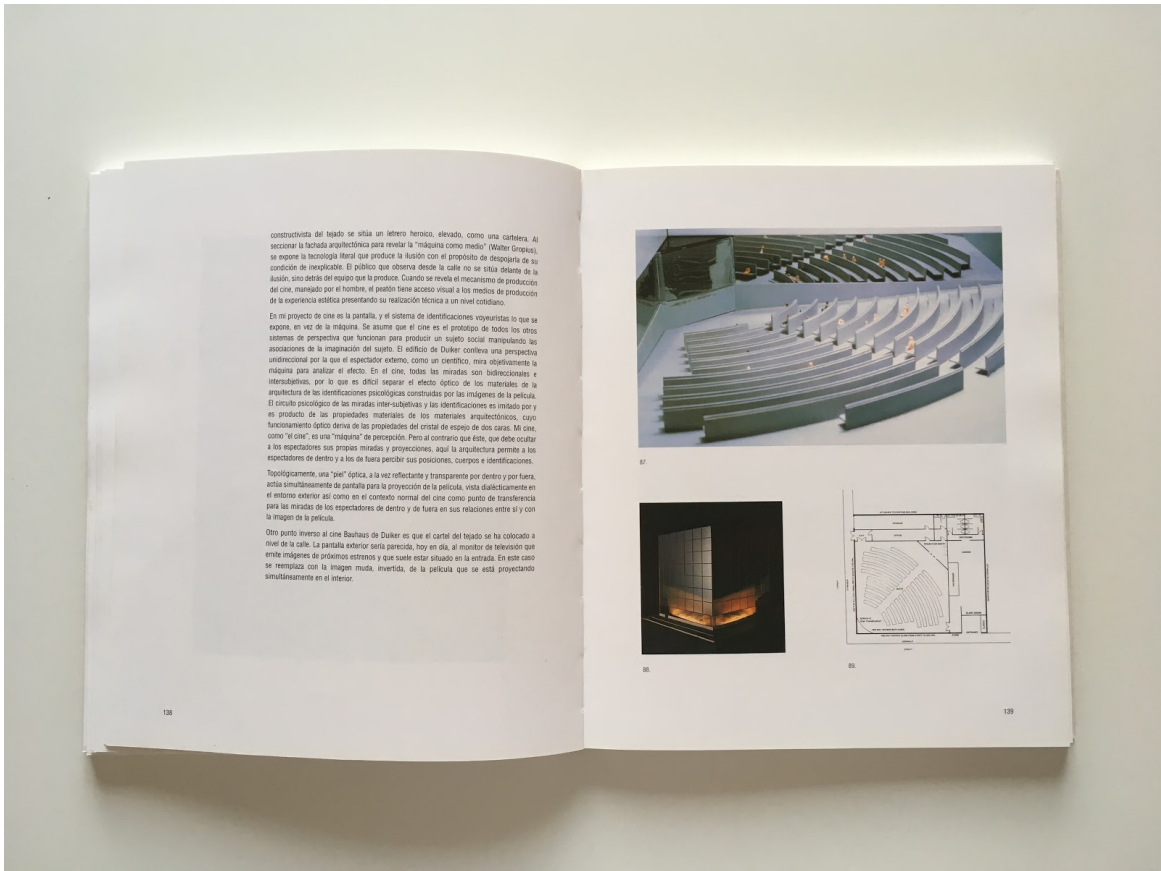 constructivista del tejado se sitúa un letrero heroico, elevado, como una cartelera. Al
seccionar la fachada arquitectónica para revelar la "máquina como medio" (Walter Gropius),
se expone la tecnología literal que produce la ilusión con el propósito de despojarla de su
condición de inexplicable. El público que observa desde la calle no se sitúa delante de la
ilusión, sino detrás del equipo que la produce. Cuando se revela el mecanismo de producción
del cine, manejado por el hombre, el peatón tiene acceso visual a los medios de producción
de la experiencia estética presentando su realización técnica a un nivel cotidiano.
En mi proyecto de cine es la pantalla, y el sistema de identificaciones voyeuristas lo que se
expone, en vez de la máquina. Se asume que el cine es el prototipo de todos los otros
sistemas de perspectiva que funcionan para producir un sujeto social manipulando las
asociaciones de la imaginación del sujeto. El edificio de Duiker conlleva una perspectiva
unidireccional por la que el espectador externo, como un científico, mira objetivamente la
máquina para analizar el efecto. En el cine, todas las miradas son bidireccionales e
intersubjetivas, por lo que es difícil separar el efecto óptico de los materiales de la
arquitectura de las identificaciones psicológicas construidas por las imágenes de la película.
El circuito psicológico de las miradas inter-subjetivas y las identificaciones es imitado por y
es producto de las propiedades materiales de los materiales arquitectónicos, cuyo
funcionamiento óptico deriva de las propiedades del cristal de espejo de dos caras. Mi cine,
como "el cine", es una "máquina" de percepción. Pero al contrario que éste, que debe ocultar
a los espectadores sus propias miradas y proyecciones, aquí la arquitectura permite a los
espectadores de dentro y a los de fuera percibir sus posiciones, cuerpos e identificaciones.
Topológicamente, una "piel" óptica, a la vez reflectante y transparente por dentro y por fuera,
actúa simultáneamente de pantalla para la proyección de la película, vista dialécticamente en
el entorno exterior así como en el contexto normal del cine como punto de transferencia
para las miradas de los espectadores de dentro y de fuera en sus relaciones entre sí y con
la imagen de la película.
Otro punto inverso al cine Bauhaus de Duiker es que el cartel del tejado se ha colocado a
nivel de la calle. La pantalla exterior sería parecida, hoy en día, al monitor de televisión que
emite imágenes de próximos estrenos y que suele estar situado en la entrada. En este caso
se reemplaza con la imagen muda, invertida, de la película que se está proyectando
simultáneamente en el interior.
138
87.
88.
89.
139